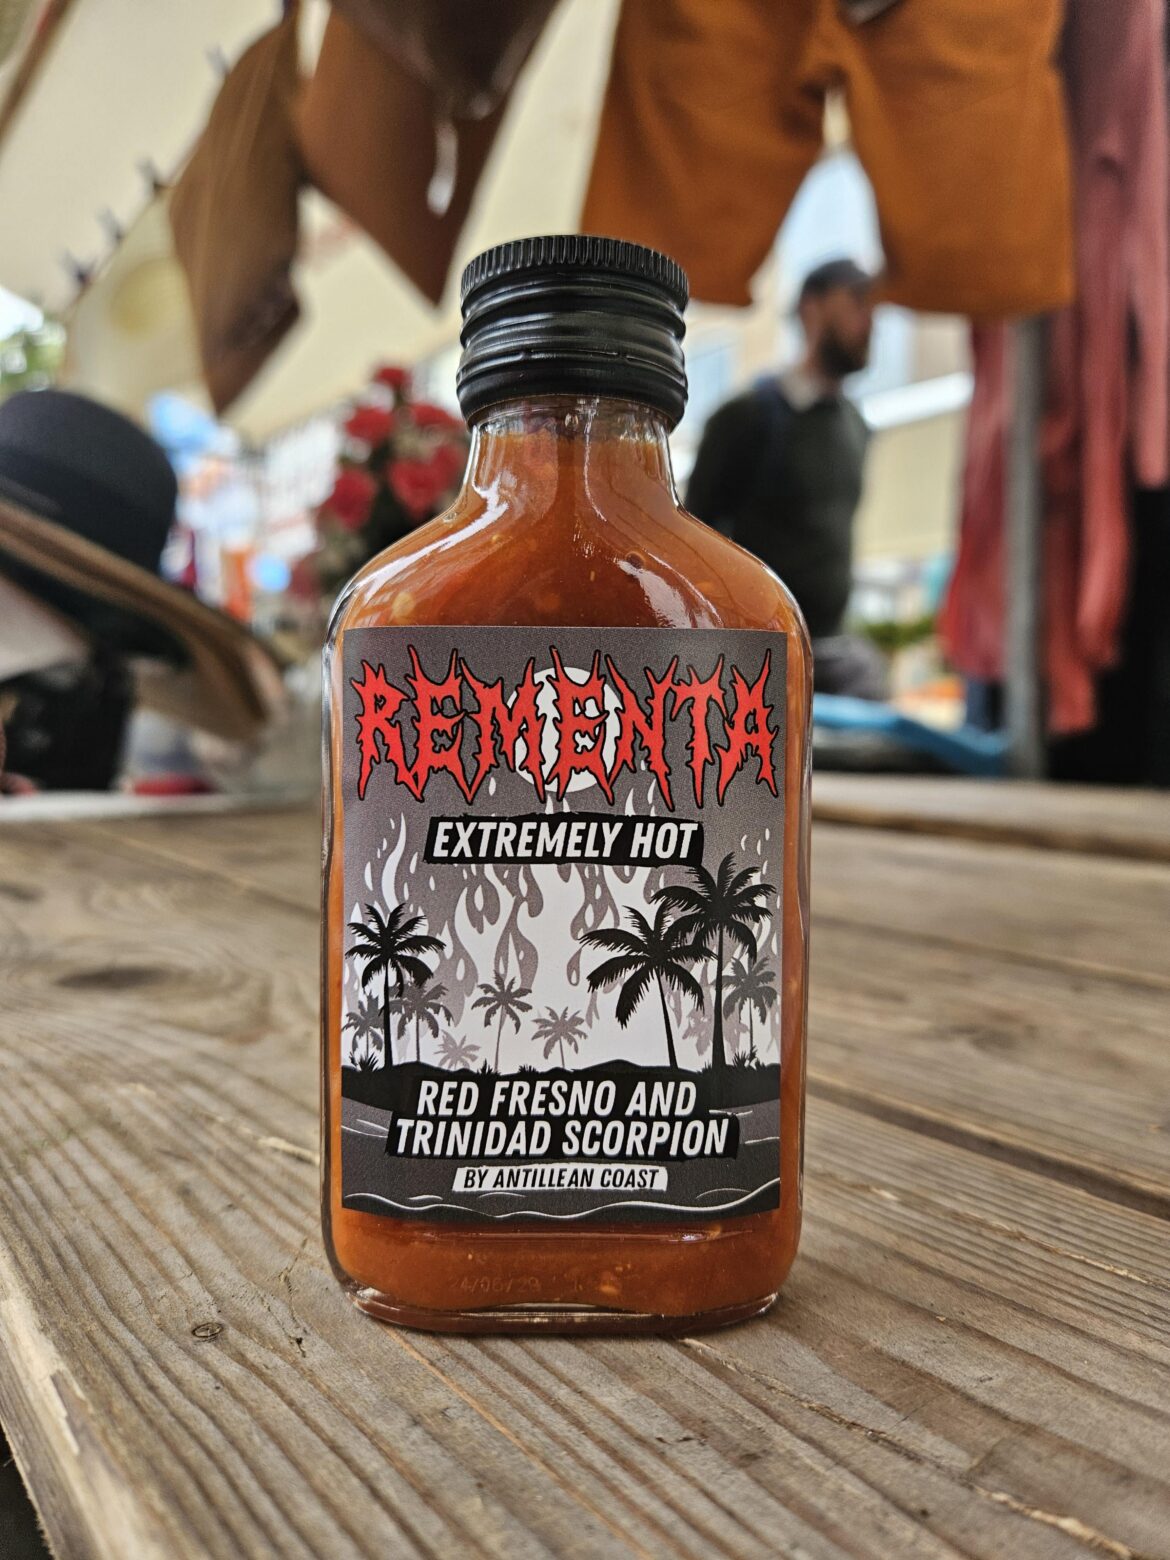 REMENTA
EXTREMELY HOT
RED FRESNO AND
TRINIDAD SCORPION
BY ANTILLEAN COAST